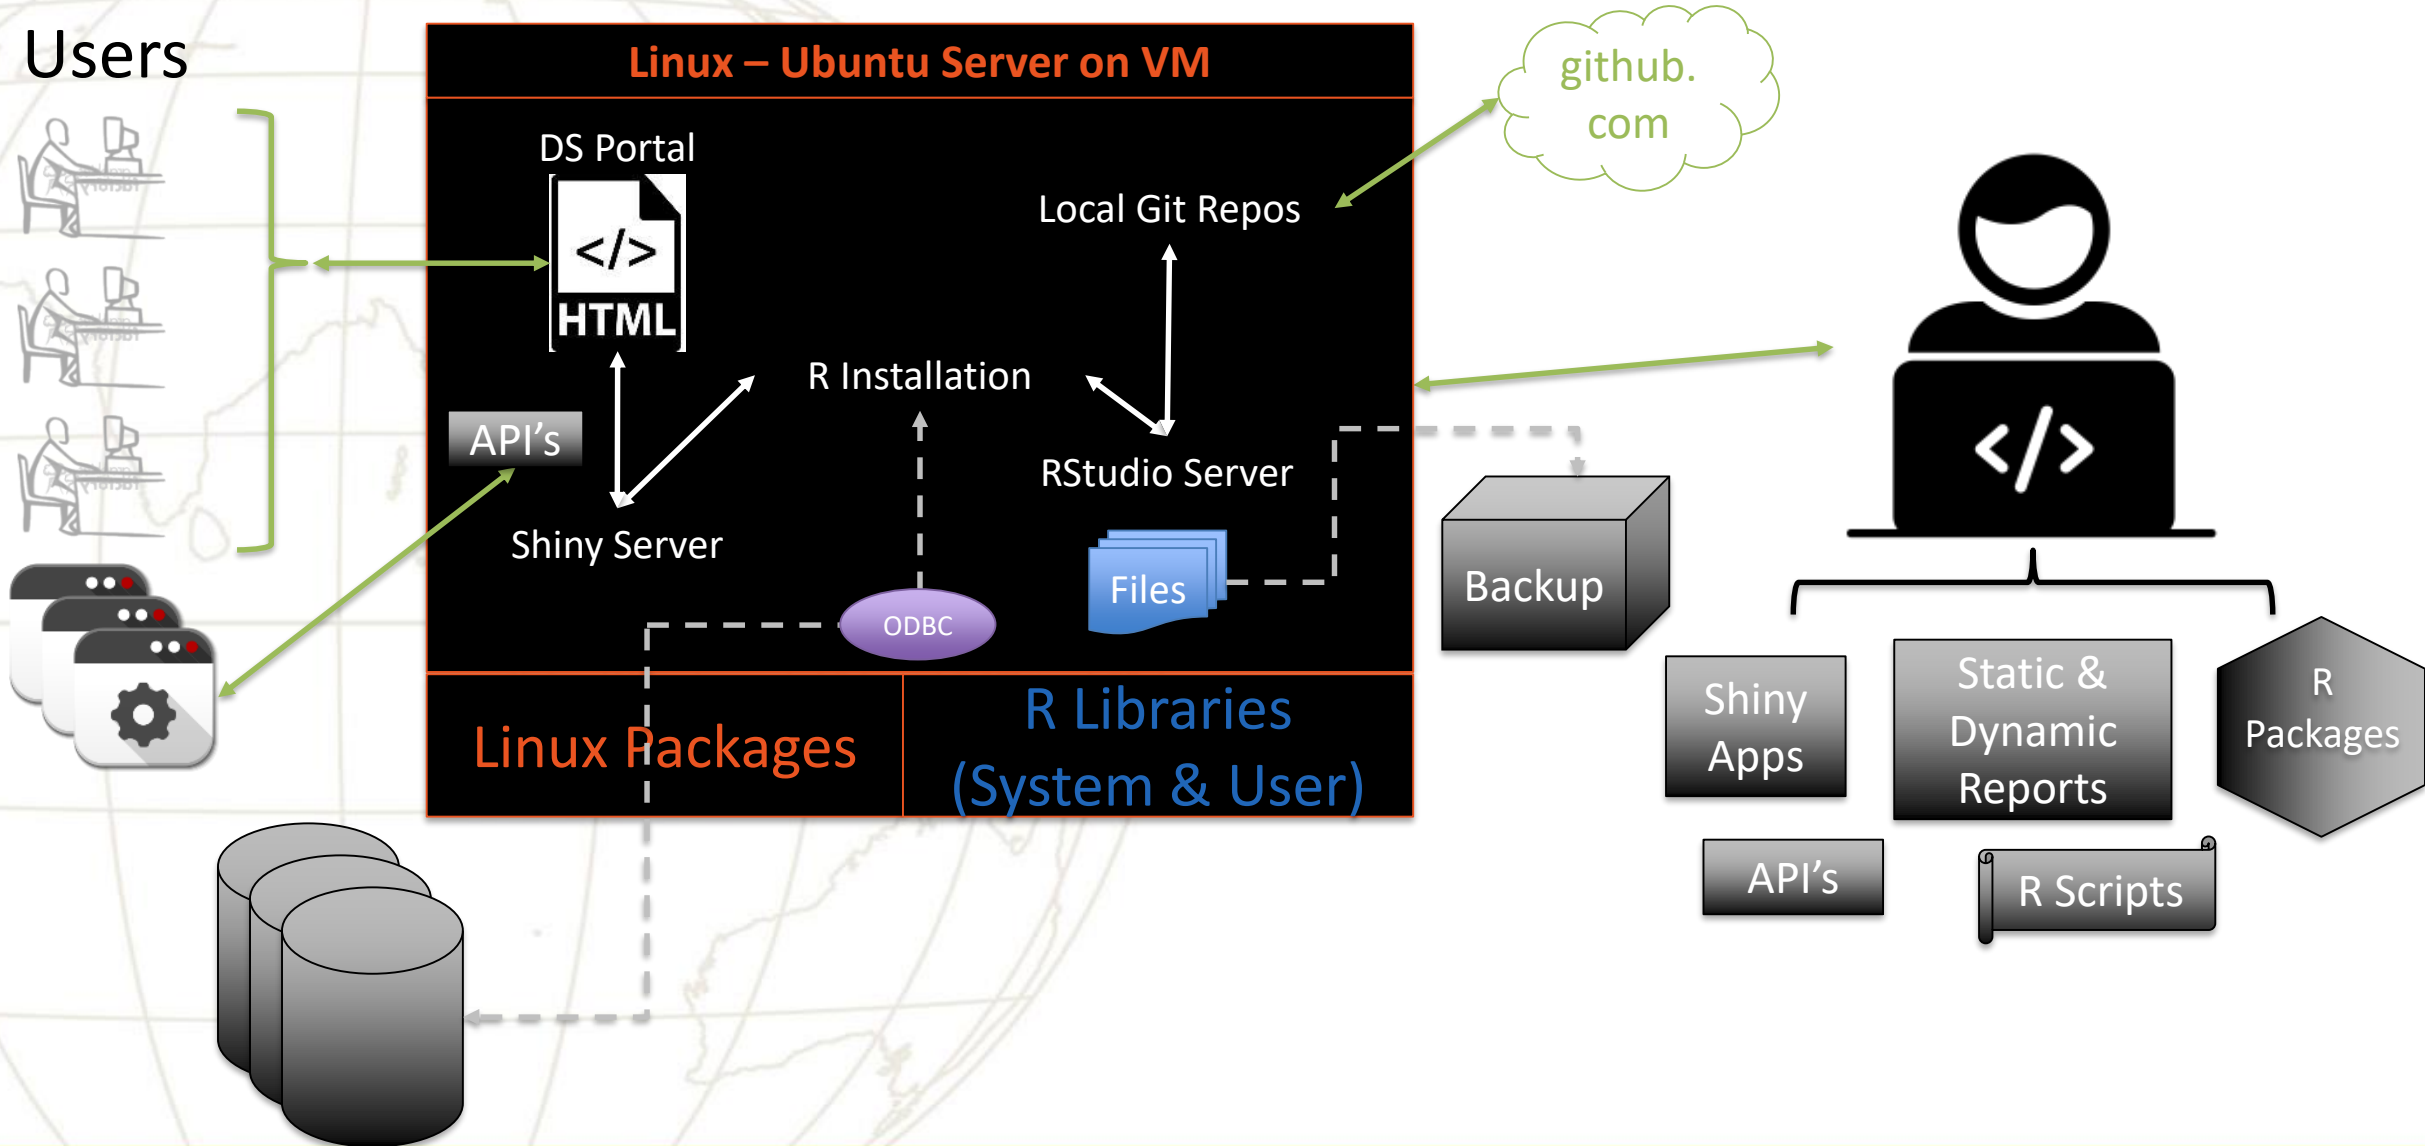 Users
Linux – Ubuntu Server on VM
github.
com
DS Portal
</>
HTML
Local Git Repos
R Installation
API's
RStudio Server
Shiny Server
Files
ODBC
Backup
</>
Linux Packages
R Libraries
(System & User)
Shiny
Apps
Static &
Dynamic
Reports
R
Packages
API's
R Scripts